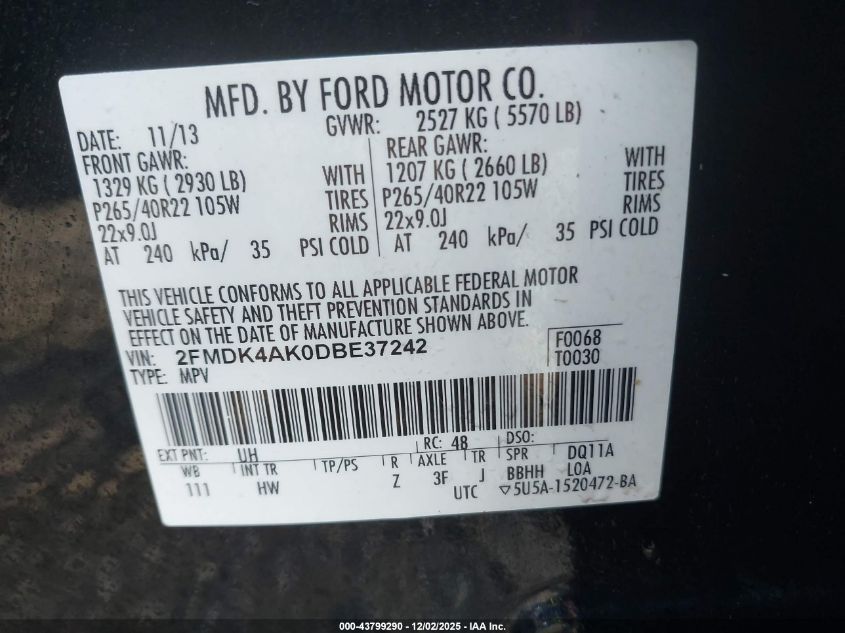 MFD. BY FORD MOTOR CO.
DATE: 11/13 GVWR: 2527 KG ( 5570 LB)
FRONT GAWR: REAR GAWR:
1329 KG ( 2930 LB) WITH 1207 KG ( 2660 LB) WITH
P265/40R22 105W TIRES P265/40R22 105W TIRES
22x9.0J RIMS 22x9.0J RIMS
AT 240 kPa/ 35 PSI COLD AT 240 kPa/ 35 PSI COLD
THIS VEHICLE CONFORMS TO ALL APPLICABLE FEDERAL MOTOR
VEHICLE SAFETY AND THEFT PREVENTION STANDARDS IN
EFFECT ON THE DATE OF MANUFACTURE SHOWN ABOVE.
VIN: 2FMDK4AK0DBE37242 F0068
TYPE: MPV T0030
EXT PNT: UH RC: 48 DSO:
WB INT TR TP/PS R AXLE TR SPR DQ11A
111 HW Z 3F J BBHH LOA
UTC ▽5U5A-1520472-BA
000-43799290 - 12/02/2025 - IAA Inc.